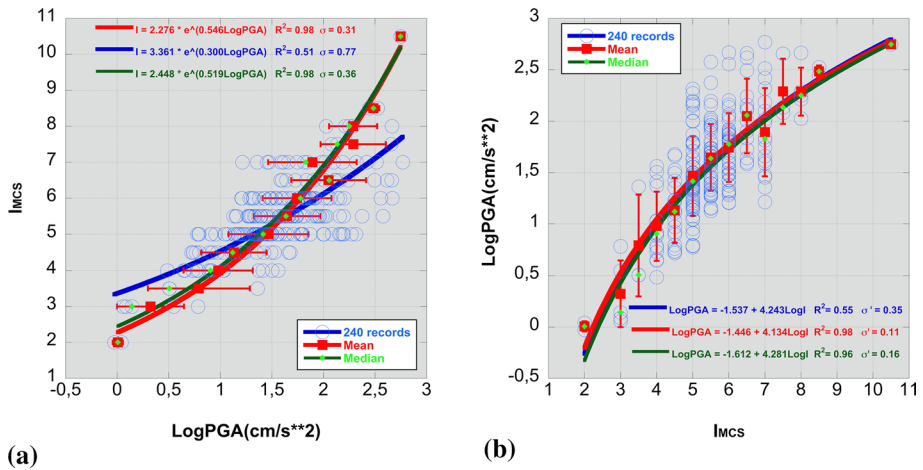 I = 2.276 * e^(0.546LogPGA) R²= 0.98 σ = 0.31
I = 3.361 * e^(0.300LogPGA) R²= 0.51 σ = 0.77
I = 2.448 * e^(0.519LogPGA) R²= 0.98 σ = 0.36
11
10
9
8
7
6
5
4
3
2
1
IMCS
-0,5 0 0,5 1 1,5 2 2,5 3
LogPGA(cm/s**2)
240 records
Mean
Median
(a)
3
2,5
2
1,5
1
0,5
0
-0,5
LogPGA(cm/s**2)
1 2 3 4 5 6 7 8 9 10 11
IMCS
240 records
Mean
Median
LogPGA = -1.537 + 4.243LogI R² = 0.55 σ' = 0.35
LogPGA = -1.446 + 4.134LogI R² = 0.98 σ' = 0.11
LogPGA = -1.612 + 4.281LogI R² = 0.96 σ' = 0.16
(b)